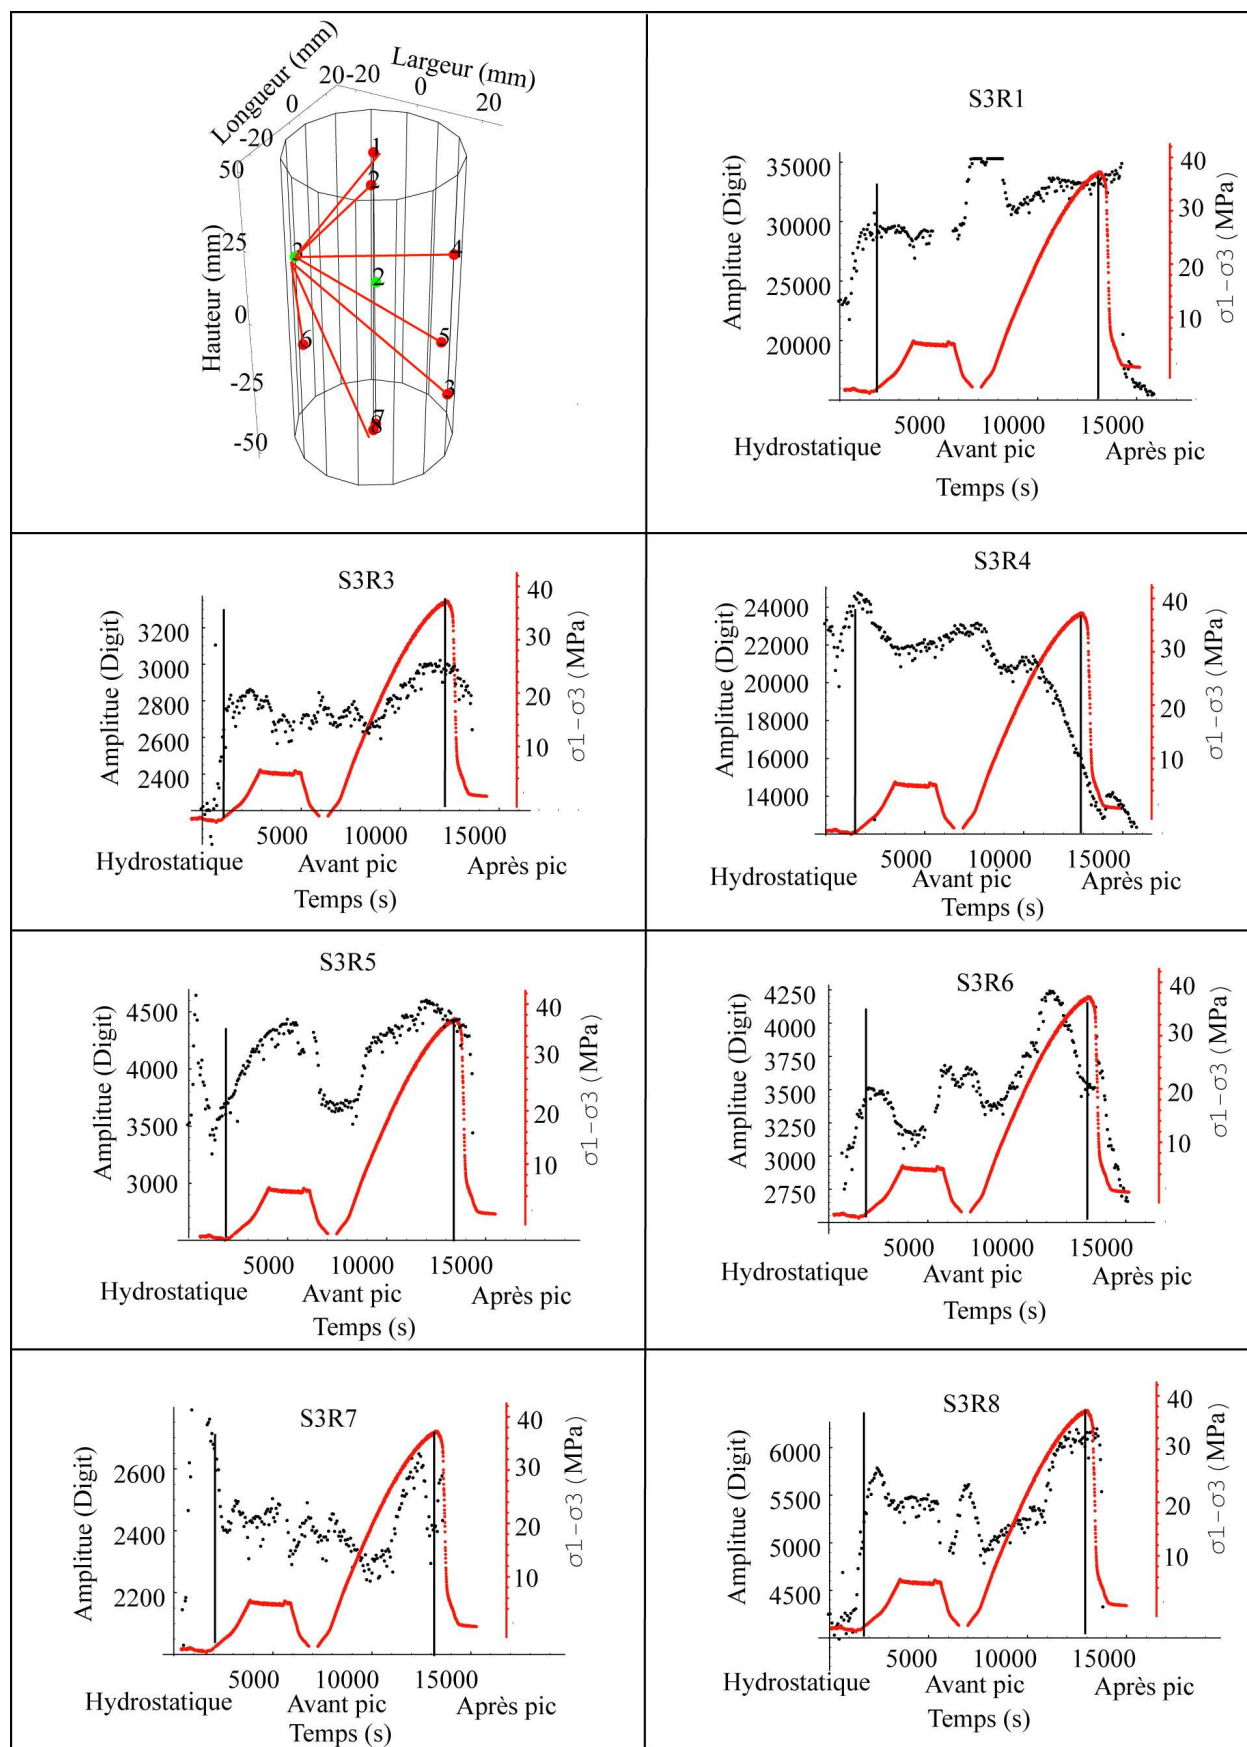 Longueur (mm)
Largeur (mm)
20
-20
0
20
0
-20
50
25
Hauteur (mm)
0
-25
-50
1
2
4
2
6
5
3
7
8
S3R1
Amplitue (Digit)
35000
30000
25000
20000
40
30
20
10
σ1-σ3 (MPa)
5000 10000 15000
Hydrostatique Avant pic Après pic
Temps (s)
S3R3
Amplitue (Digit)
3200
3000
2800
2600
2400
40
30
20
10
σ1-σ3 (MPa)
5000 10000 15000
Hydrostatique Avant pic Après pic
Temps (s)
S3R4
Amplitue (Digit)
24000
22000
20000
18000
16000
14000
40
30
20
10
σ1-σ3 (MPa)
5000 10000 15000
Hydrostatique Avant pic Après pic
Temps (s)
S3R5
Amplitue (Digit)
4500
4000
3500
3000
40
30
20
10
σ1-σ3 (MPa)
5000 10000 15000
Hydrostatique Avant pic Après pic
Temps (s)
S3R6
Amplitue (Digit)
4250
4000
3750
3500
3250
3000
2750
40
30
20
10
σ1-σ3 (MPa)
5000 10000 15000
Hydrostatique Avant pic Après pic
Temps (s)
S3R7
Amplitue (Digit)
2600
2400
2200
40
30
20
10
σ1-σ3 (MPa)
5000 10000 15000
Hydrostatique Avant pic Après pic
Temps (s)
S3R8
Amplitue (Digit)
6000
5500
5000
4500
40
30
20
10
σ1-σ3 (MPa)
5000 10000 15000
Hydrostatique Avant pic Après pic
Temps (s)